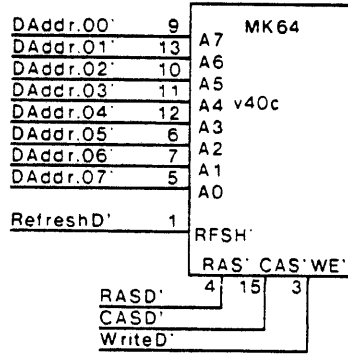 DAddr.00' 9 MK64
DAddr.01' 13 A7
DAddr.02' 10 A6
DAddr.03' 11 A5
DAddr.04' 12 A4 v40c
DAddr.05' 6 A3
DAddr.06' 7 A2
DAddr.07' 5 A1
A0
RefreshD' 1 RFSH'
RAS' CAS' WE'
4 15 3
RASD'
CASD'
WriteD'